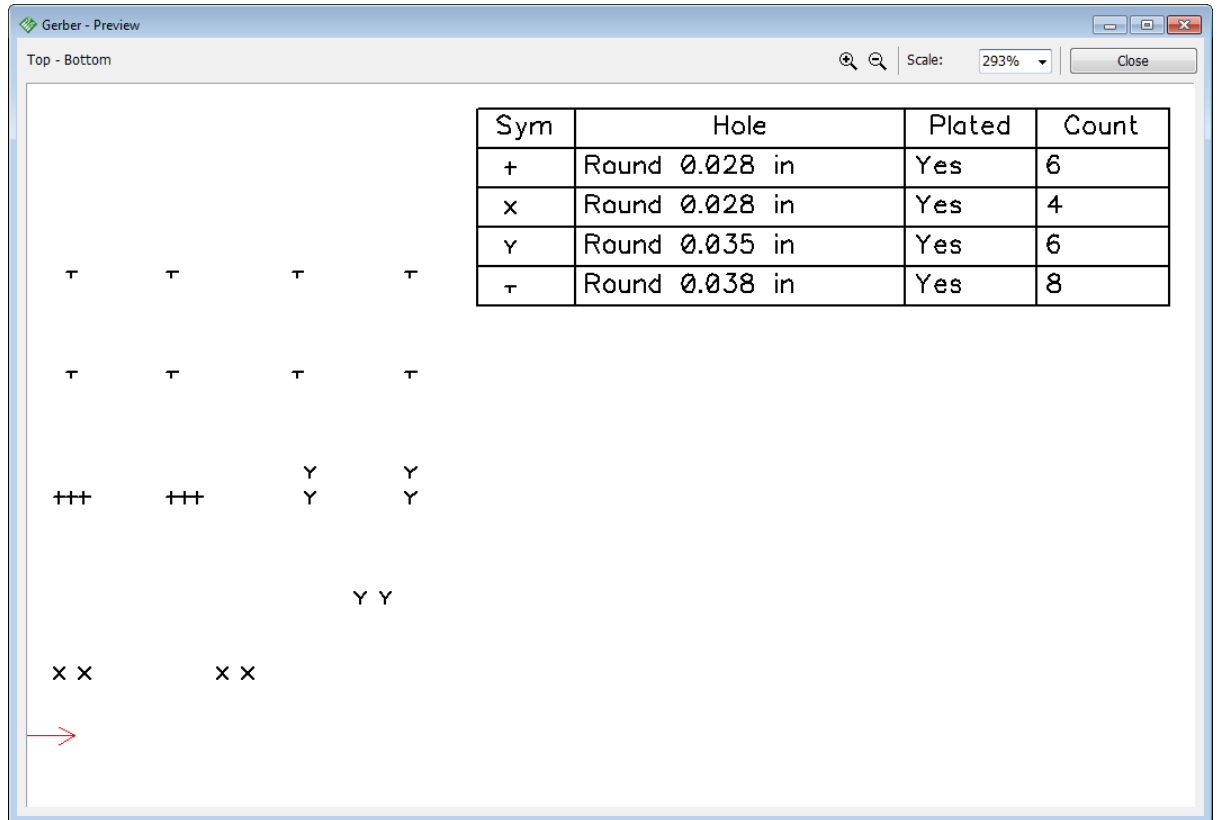 Gerber - Preview
Top - Bottom Scale: 293% Close
Sym Hole Plated Count
+ Round 0.028 in Yes 6
x Round 0.028 in Yes 4
Y Round 0.035 in Yes 6
T Round 0.038 in Yes 8
T T T T
T T T T
Y Y
+++ +++ Y Y
Y Y
X X X X